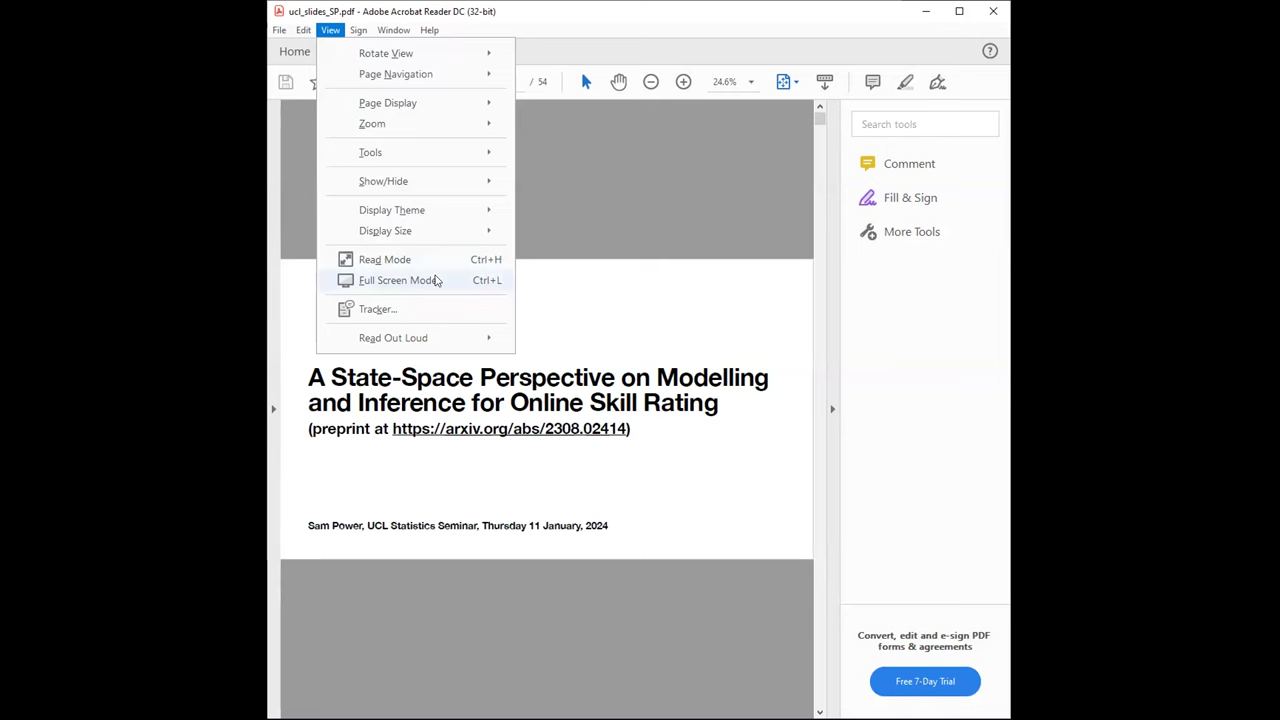 ucl_slides_SP.pdf - Adobe Acrobat Reader DC (32-bit)
File Edit View Sign Window Help
Home
/ 54
24.6%
Rotate View
Page Navigation
Page Display
Zoom
Tools
Show/Hide
Display Theme
Display Size
Read Mode Ctrl+H
Full Screen Mode Ctrl+L
Tracker...
Read Out Loud
A State-Space Perspective on Modelling
and Inference for Online Skill Rating
(preprint at https://arxiv.org/abs/2308.02414)
Sam Power, UCL Statistics Seminar, Thursday 11 January, 2024
Search tools
Comment
Fill & Sign
More Tools
Convert, edit and e-sign PDF
forms & agreements
Free 7-Day Trial